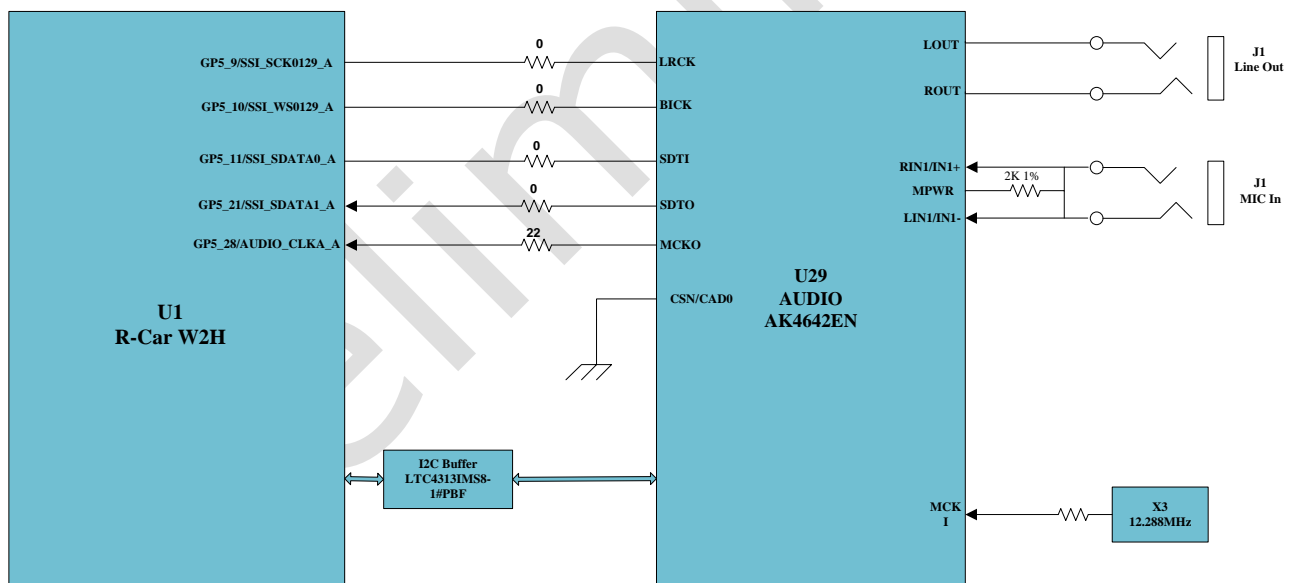 GP5_9/SSI_SCK0129_A
0
LRCK
GP5_10/SSI_WS0129_A
0
BICK
GP5_11/SSI_SDATA0_A
0
SDTI
GP5_21/SSI_SDATA1_A
0
SDTO
GP5_28/AUDIO_CLKA_A
22
MCKO
CSN/CAD0
U1
R-Car W2H
I2C Buffer
LTC4313IMS8-
1#PBF
U29
AUDIO
AK4642EN
LOUT
ROUT
J1
Line Out
RIN1/IN1+
MPWR
2K 1%
LIN1/IN1-
J1
MIC In
MCK
I
X3
12.288MHz
elim